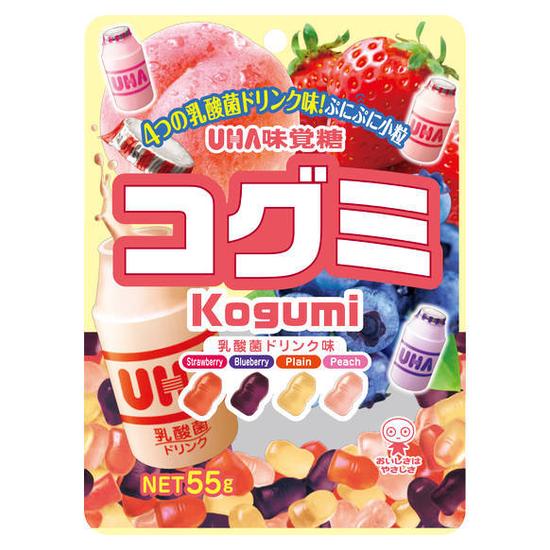 UHA
UHA
4つの乳酸菌ドリンク味!ぷにぷに小粒
UHA味覚糖
コグミ
Kogumi
乳酸菌ドリンク味
Strawberry Blueberry Plain Peach
UHA
UHA
乳酸菌
ドリンク
おいしさは
やさしさ
NET55g